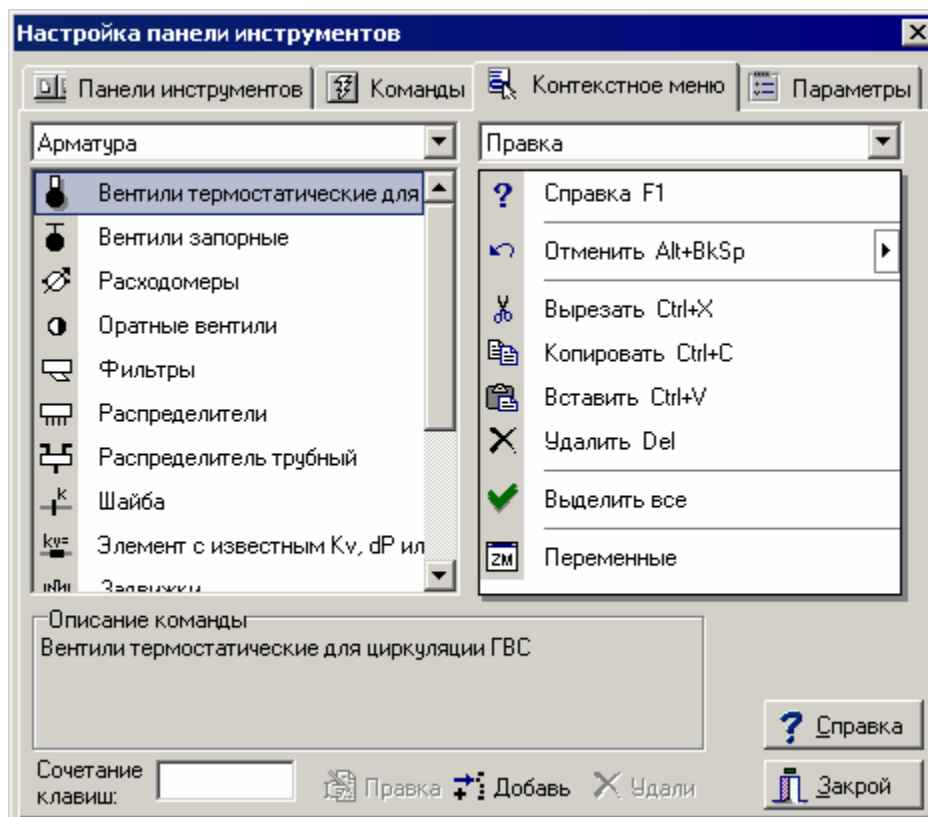 Настройка панели инструментов
Панели инструментов Команды Контекстное меню Параметры
Арматура
Правка
Вентили термостатические для
Вентили запорные
Расходомеры
Оратные вентили
Фильтры
Распределители
Распределитель трубный
Шайба
Элемент с известным Kv, dP ил
Задвижки
Справка F1
Отменить Alt+BkSp
Вырезать Ctrl+X
Копировать Ctrl+C
Вставить Ctrl+V
Удалить Del
Выделить все
Переменные
Описание команды
Вентили термостатические для циркуляции ГВС
Справка
Сочетание
клавиш:
Правка Добавь Удали
Закрой